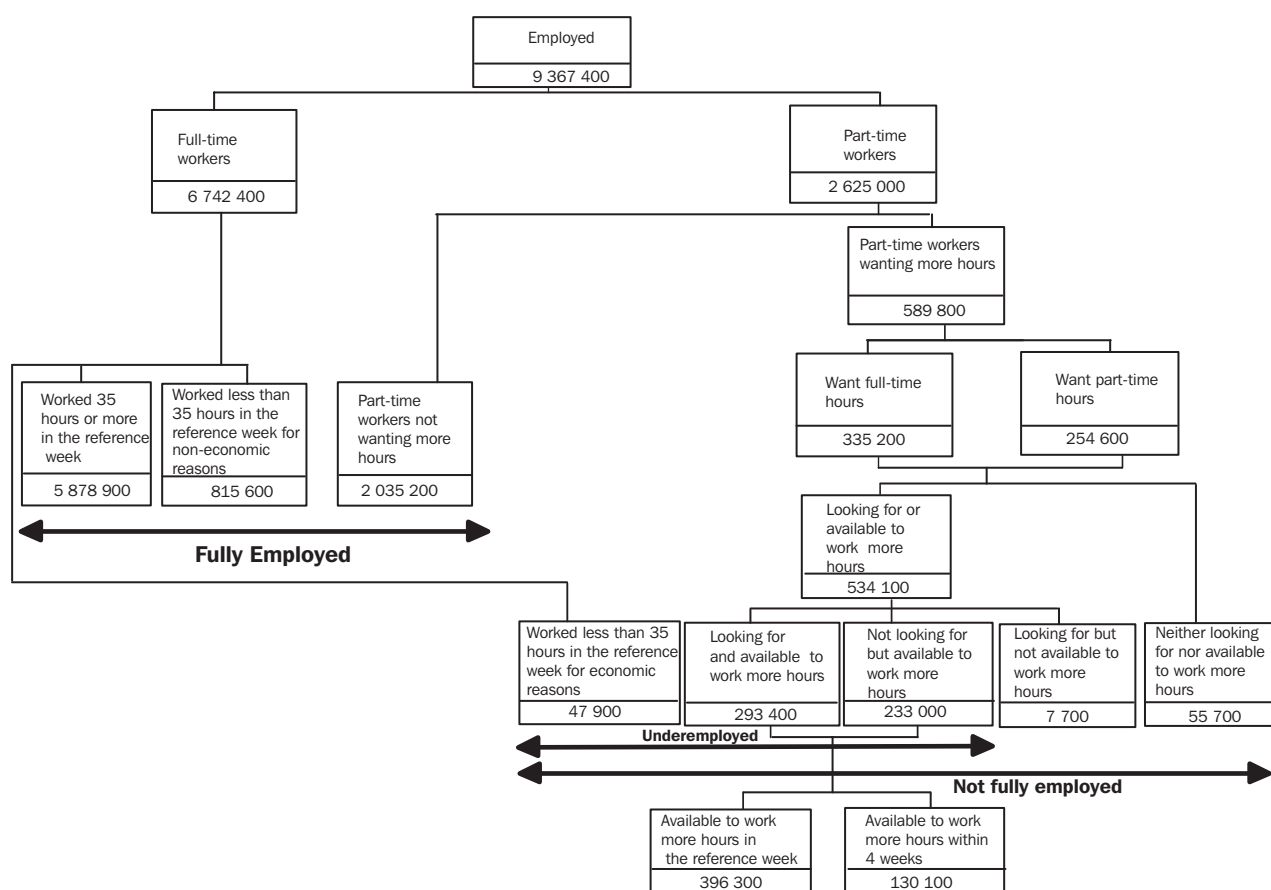 Employed
9 367 400
Full-time
workers
6 742 400
Part-time
workers
2 625 000
Part-time workers
wanting more hours
589 800
Want full-time
hours
335 200
Want part-time
hours
254 600
Worked 35
hours or more
in the reference
week
5 878 900
Worked less than
35 hours in the
reference week for
non-economic
reasons
815 600
Part-time
workers not
wanting more
hours
2 035 200
Fully Employed
Looking for or
available to
work more
hours
534 100
Worked less than 35
hours in the reference
week for economic
reasons
47 900
Looking for
and available to
work more hours
293 400
Not looking for
but available to
work more
hours
233 000
Looking for but
not available to
work more
hours
7 700
Neither looking
for nor available
to work more
hours
55 700
Underemployed
Not fully employed
Available to work
more hours in
the reference week
396 300
Available to work
more hours within
4 weeks
130 100